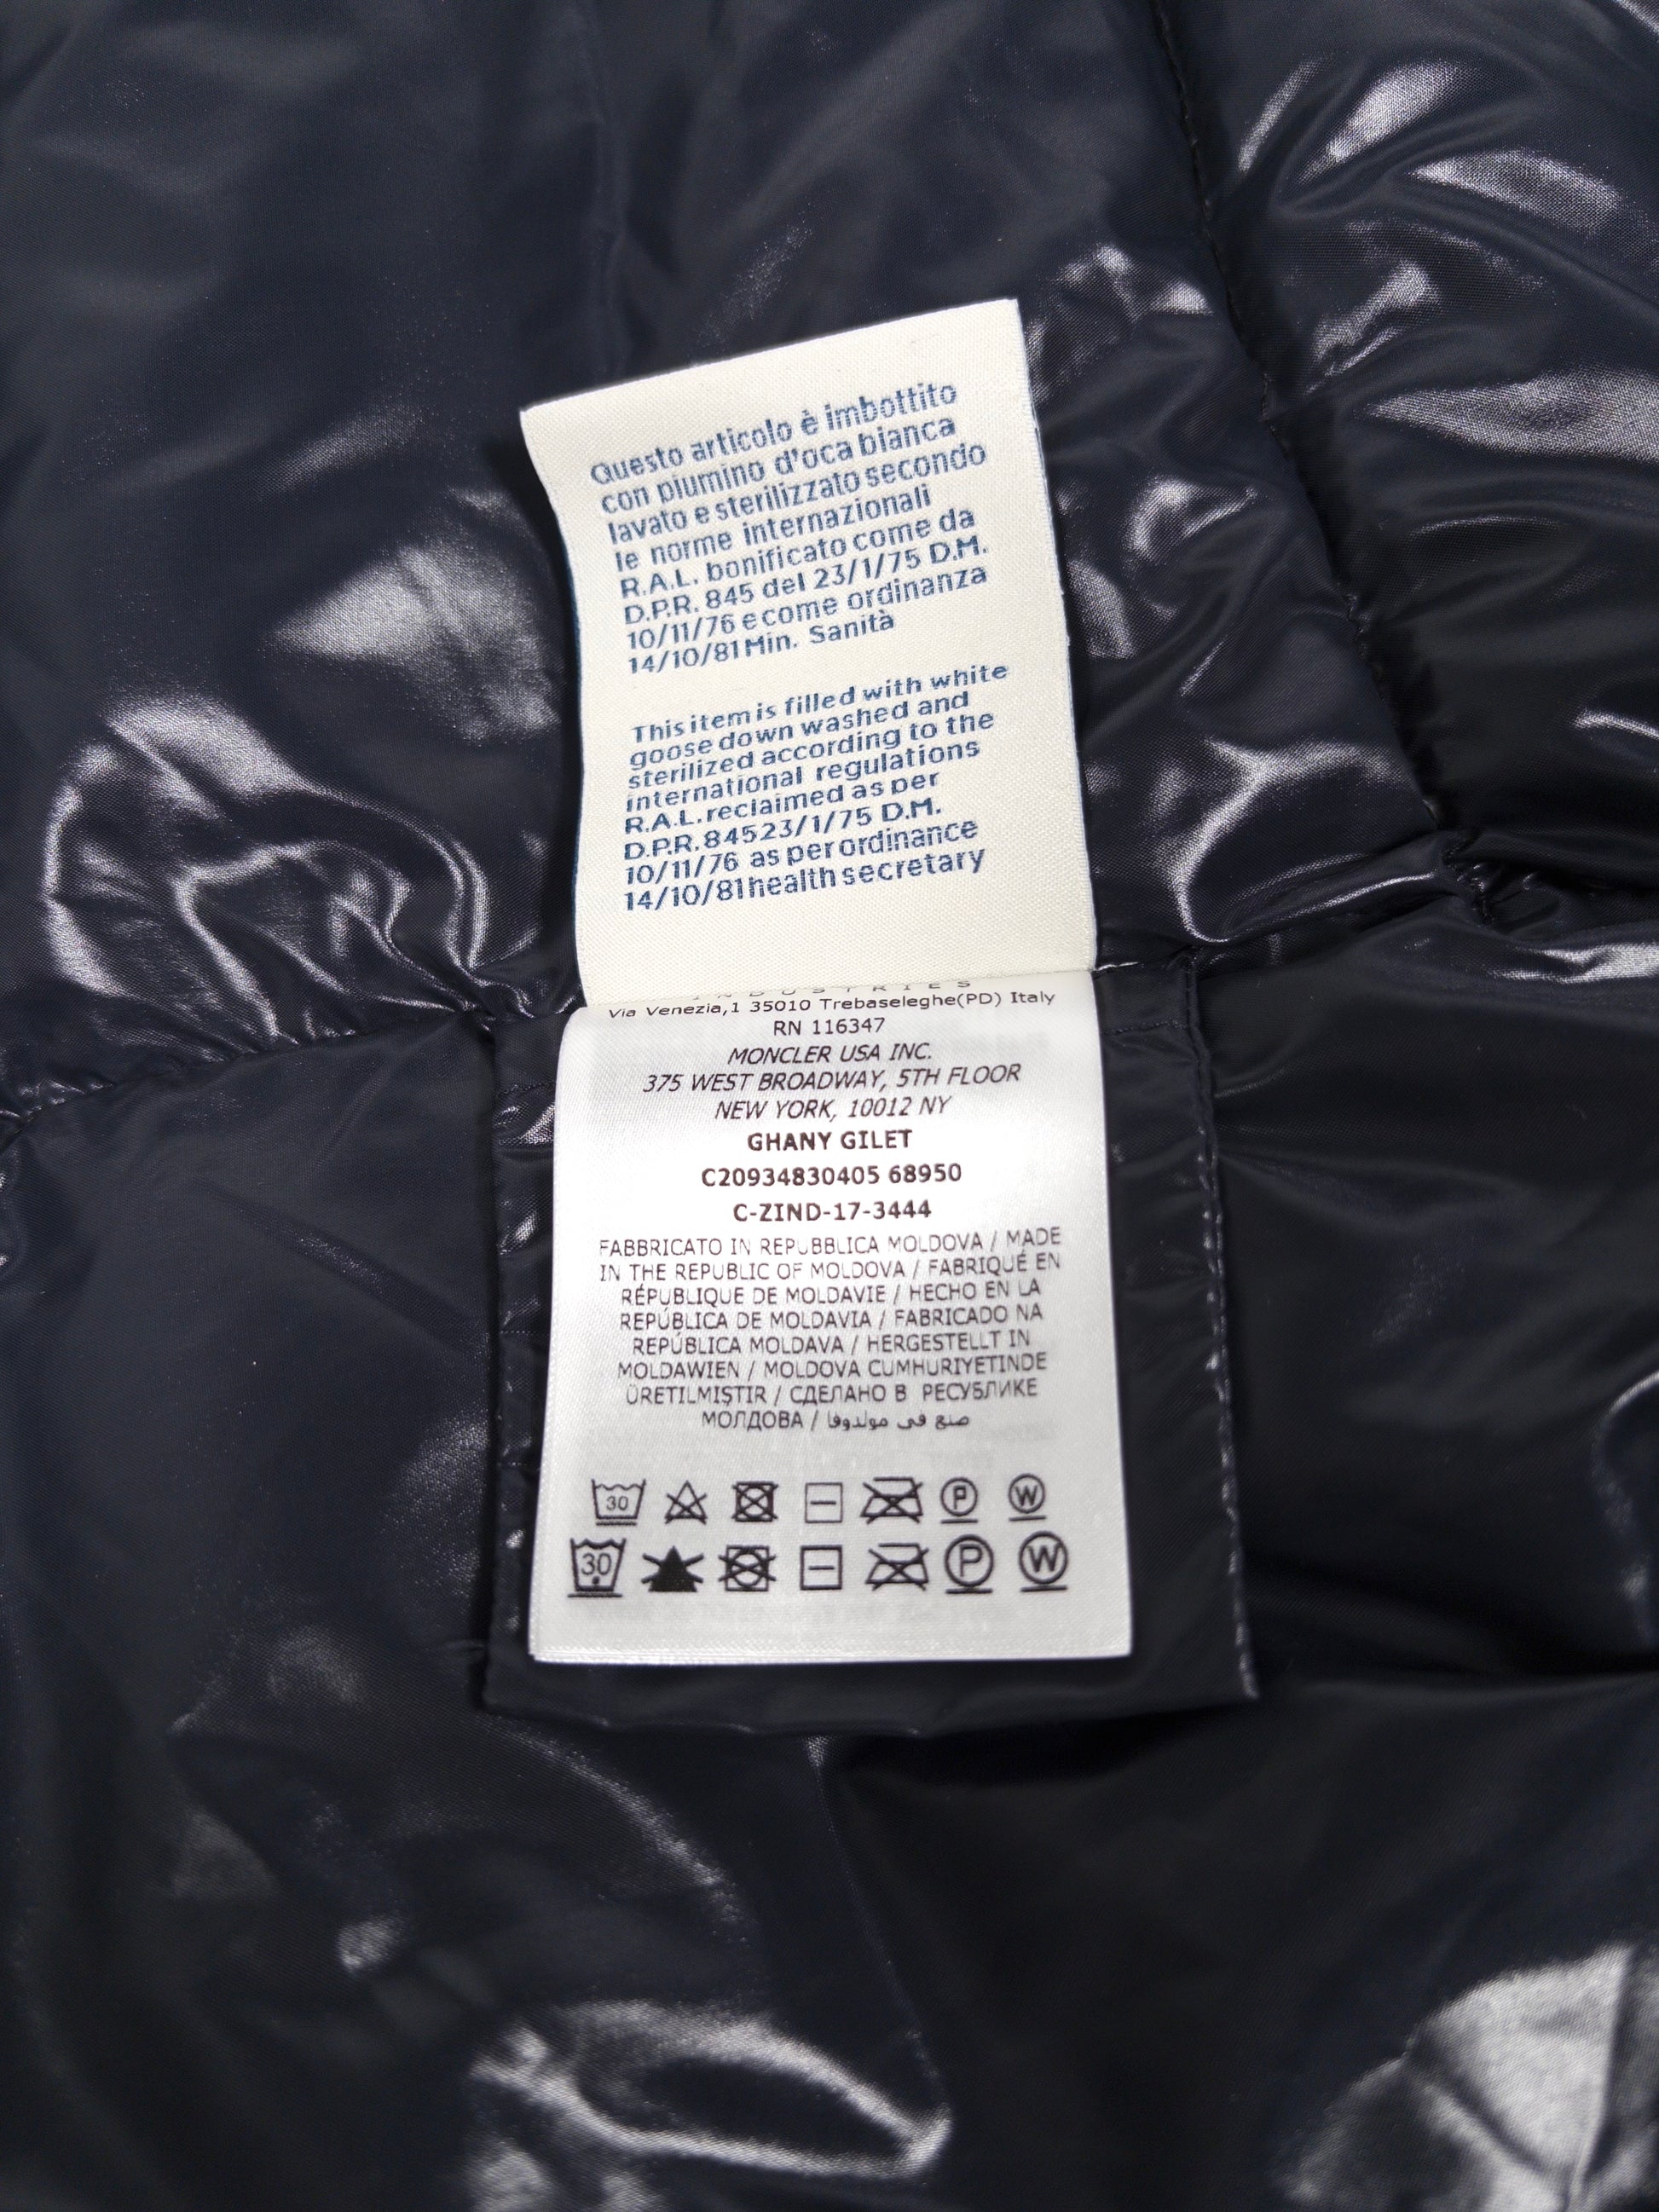 Questo articolo è imbottito
con piumino d'oca bianca
lavato e sterilizzato secondo
le norme internazionali
R.A.L. bonificato come da
D.P.R. 845 del 23/1/75 D.M.
10/11/76 e come ordinanza
14/10/81 Min. Sanità
This item is filled with white
goose down washed and
sterilized according to the
international regulations
R.A.L. reclaimed as per
D.P.R. 845 23/1/75 D.M.
10/11/76 as per ordinance
14/10/81 health secretary
INDUSTRIES
Via Venezia,1 35010 Trebaseleghe(PD) Italy
RN 116347
MONCLER USA INC.
375 WEST BROADWAY, 5TH FLOOR
NEW YORK, 10012 NY
GHANY GILET
C20934830405 68950
C-ZIND-17-3444
FABBRICATO IN REPUBBLICA MOLDOVA / MADE
IN THE REPUBLIC OF MOLDOVA / FABRIQUÉ EN
RÉPUBLIQUE DE MOLDAVIE / HECHO EN LA
REPÚBLICA DE MOLDAVIA / FABRICADO NA
REPÚBLICA MOLDAVA / HERGESTELLT IN
MOLDAWIEN / MOLDOVA CUMHURIYETINDE
ÜRETILMIŞTIR / СДЕЛАНО В РЕСУБЛИКЕ
МОЛДОВА / صنع في مولدوفا
30 P W
30 P W